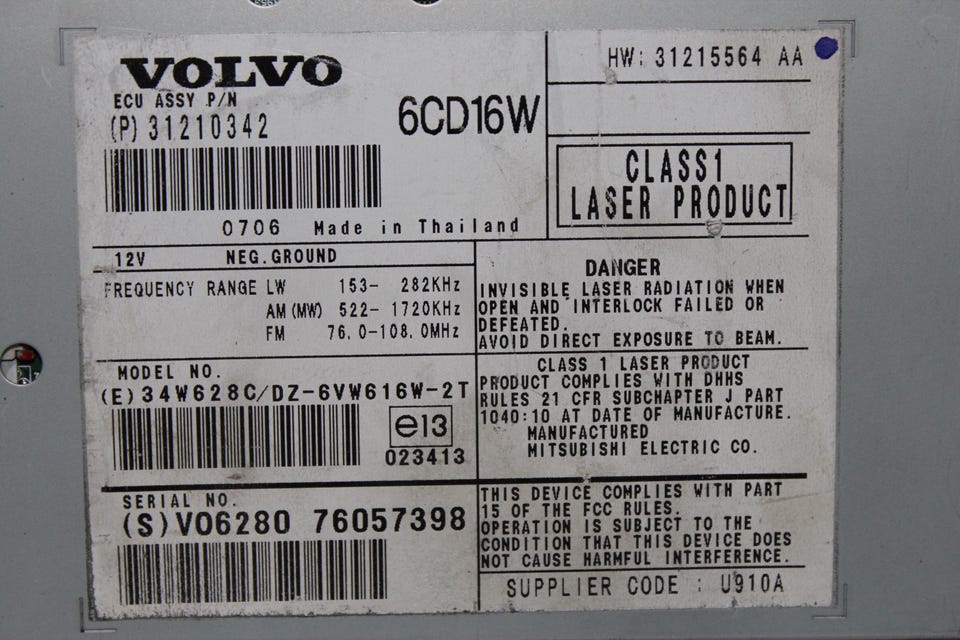 VOLVO
ECU ASSY P/N
(P) 31210342
6CD16W
0706 Made in Thailand
HW: 31215564 AA
CLASS1
LASER PRODUCT
12V NEG.GROUND
FREQUENCY RANGE LW 153- 282KHz
AM (MW) 522- 1720KHz
FM 76.0-108.0MHz
DANGER
INVISIBLE LASER RADIATION WHEN
OPEN AND INTERLOCK FAILED OR
DEFEATED.
AVOID DIRECT EXPOSURE TO BEAM.
MODEL NO.
(E) 34W628C/DZ-6VW616W-2T
e13
023413
CLASS 1 LASER PRODUCT
PRODUCT COMPLIES WITH DHHS
RULES 21 CFR SUBCHAPTER J PART
1040:10 AT DATE OF MANUFACTURE.
MANUFACTURED
MITSUBISHI ELECTRIC CO.
SERIAL NO.
(S) V06280 76057398
THIS DEVICE COMPLIES WITH PART
15 OF THE FCC RULES.
OPERATION IS SUBJECT TO THE
CONDITION THAT THIS DEVICE DOES
NOT CAUSE HARMFUL INTERFERENCE.
SUPPLIER CODE : U910A